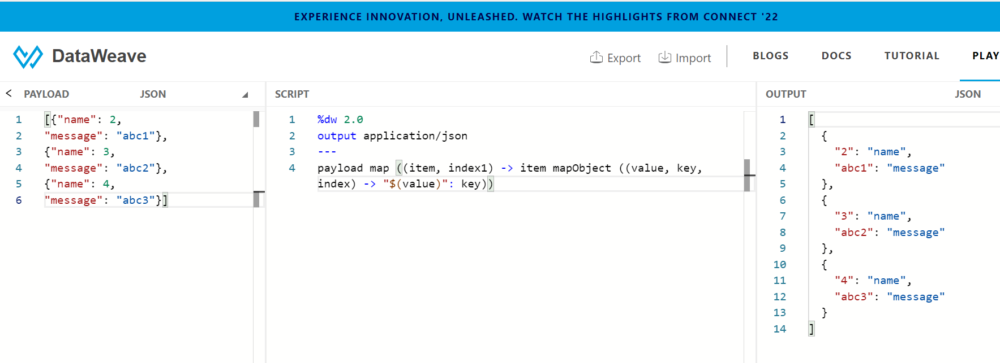 EXPERIENCE INNOVATION, UNLEASHED. WATCH THE HIGHLIGHTS FROM CONNECT '22
DataWeave
Export Import BLOGS DOCS TUTORIAL PLAY
< PAYLOAD JSON
1 [{"name": 2,
2 "message": "abc1"},
3 {"name": 3,
4 "message": "abc2"},
5 {"name": 4,
6 "message": "abc3"}]
SCRIPT
1 %dw 2.0
2 output application/json
3 ---
4 payload map ((item, index1) -> item mapObject ((value, key,
index) -> "$(value)": key))
OUTPUT JSON
1 [
2 {
3 "2": "name",
4 "abc1": "message"
5 },
6 {
7 "3": "name",
8 "abc2": "message"
9 },
10 {
11 "4": "name",
12 "abc3": "message"
13 }
14 ]